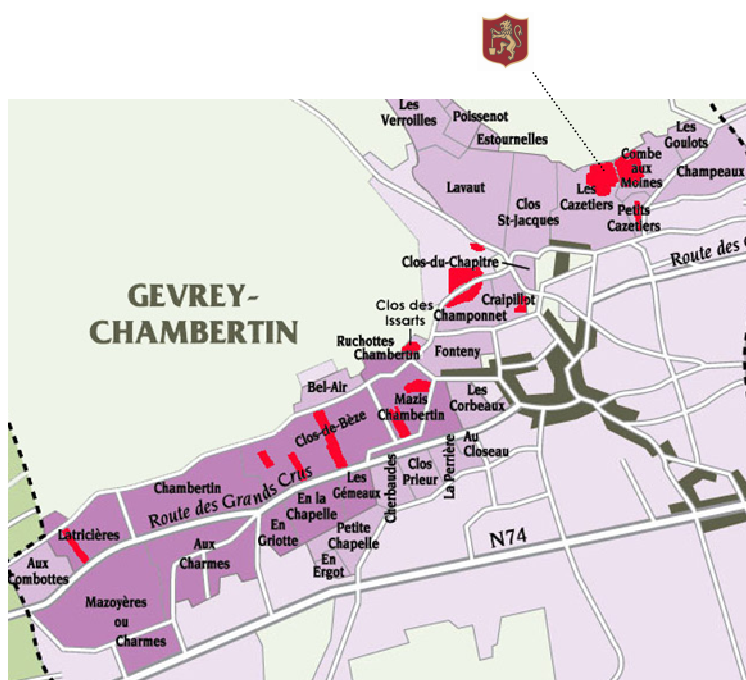 Les
Verroilles
Poissenot
Estournelles
Les
Goulots
Combe
aux
Moines
Champeaux
Lavaut
Les
Cazetiers
Clos
St-Jacques
Petits
Cazetiers
Route des
Clos-du-Chapitre
GEVREY-
CHAMBERTIN
Craipillot
Clos des
Issarts
Champonnet
Ruchottes
Chambertin
Fonteny
Bel-Air
Mazis
Chambertin
Les
Corbeaux
Clos-de-Bèze
Au
Closeau
La Perrière
Clos
Prieur
Cherbaudes
Les
Gémeaux
Chambertin
Route des Grands Crus
En la
Chapelle
En
Griotte
Petite
Chapelle
En
Ergot
N74
Latricières
Aux
Combottes
Aux
Charmes
Mazoyères
ou
Charmes